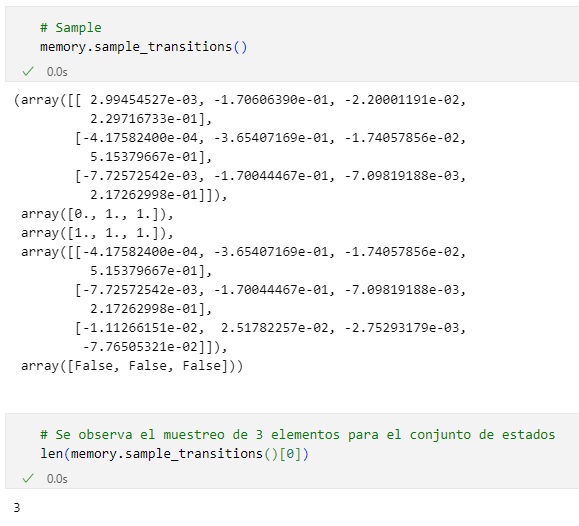 # Sample
memory.sample_transitions()
0.0s
(array([[ 2.99454527e-03, -1.70606390e-01, -2.20001191e-02,
2.29716733e-01],
[-4.17582400e-04, -3.65407169e-01, -1.74057856e-02,
5.15379667e-01],
[-7.72572542e-03, -1.70044467e-01, -7.09819188e-03,
2.17262998e-01]]),
array([0., 1., 1.]),
array([1., 1., 1.]),
array([[-4.17582400e-04, -3.65407169e-01, -1.74057856e-02,
5.15379667e-01],
[-7.72572542e-03, -1.70044467e-01, -7.09819188e-03,
2.17262998e-01],
[-1.11266151e-02, 2.51782257e-02, -2.75293179e-03,
-7.76505321e-02]]),
array([False, False, False]))
# Se observa el muestreo de 3 elementos para el conjunto de estados
len(memory.sample_transitions()[0])
0.0s
3